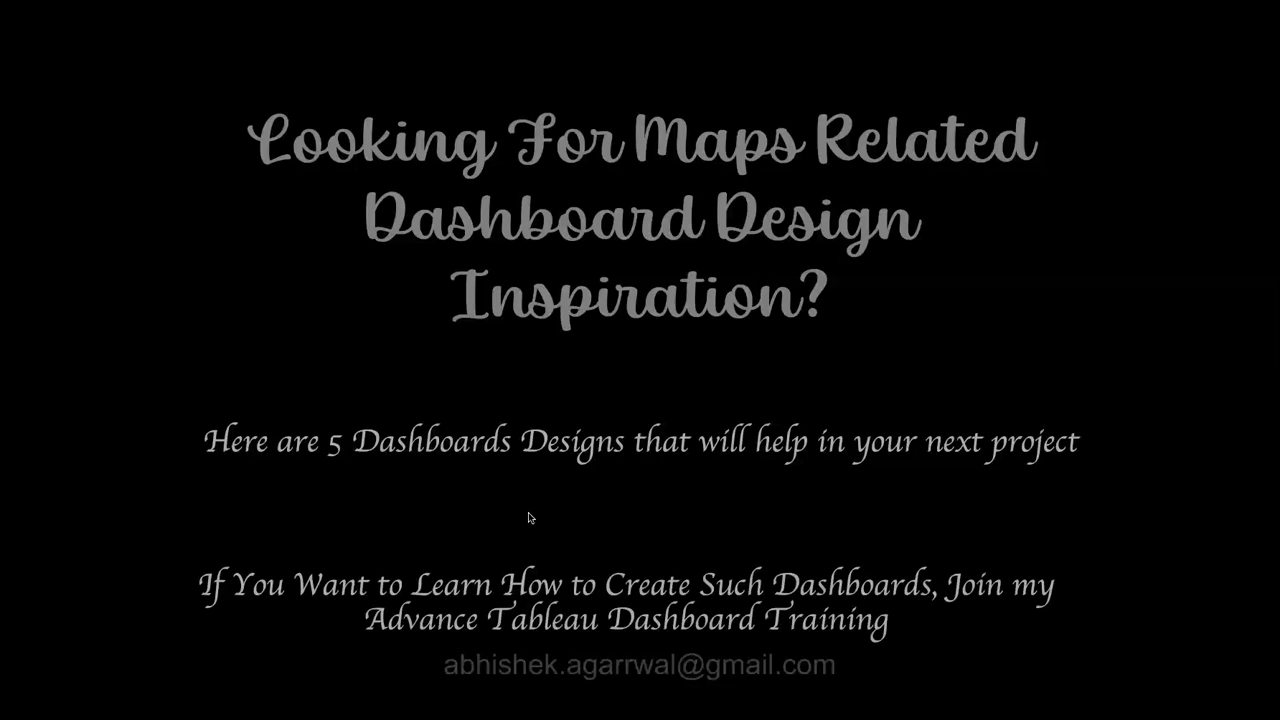 Looking For Maps Related
Dashboard Design
Inspiration?
Here are 5 Dashboards Designs that will help in your next project
If You Want to Learn How to Create Such Dashboards, Join my
Advance Tableau Dashboard Training
abhishek.agarrwal@gmail.com